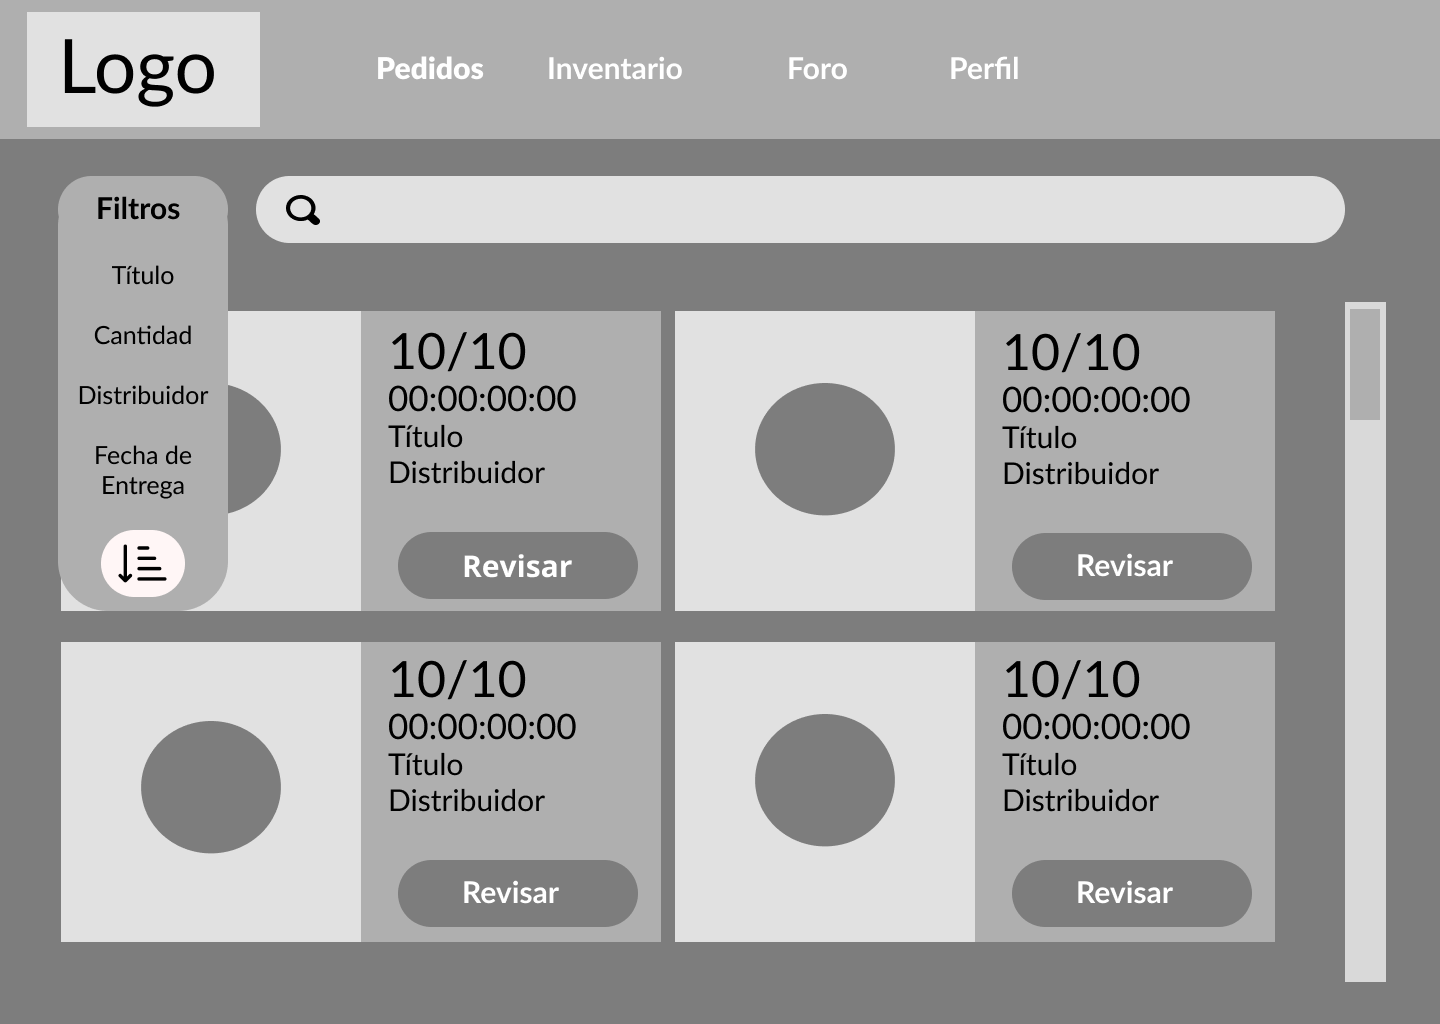 Logo
Pedidos
Inventario
Foro
Perfil
Filtros
Título
Cantidad
Distribuidor
Fecha de
Entrega
10/10
00:00:00:00
Título
Distribuidor
Revisar
10/10
00:00:00:00
Título
Distribuidor
Revisar
10/10
00:00:00:00
Título
Distribuidor
Revisar
10/10
00:00:00:00
Título
Distribuidor
Revisar